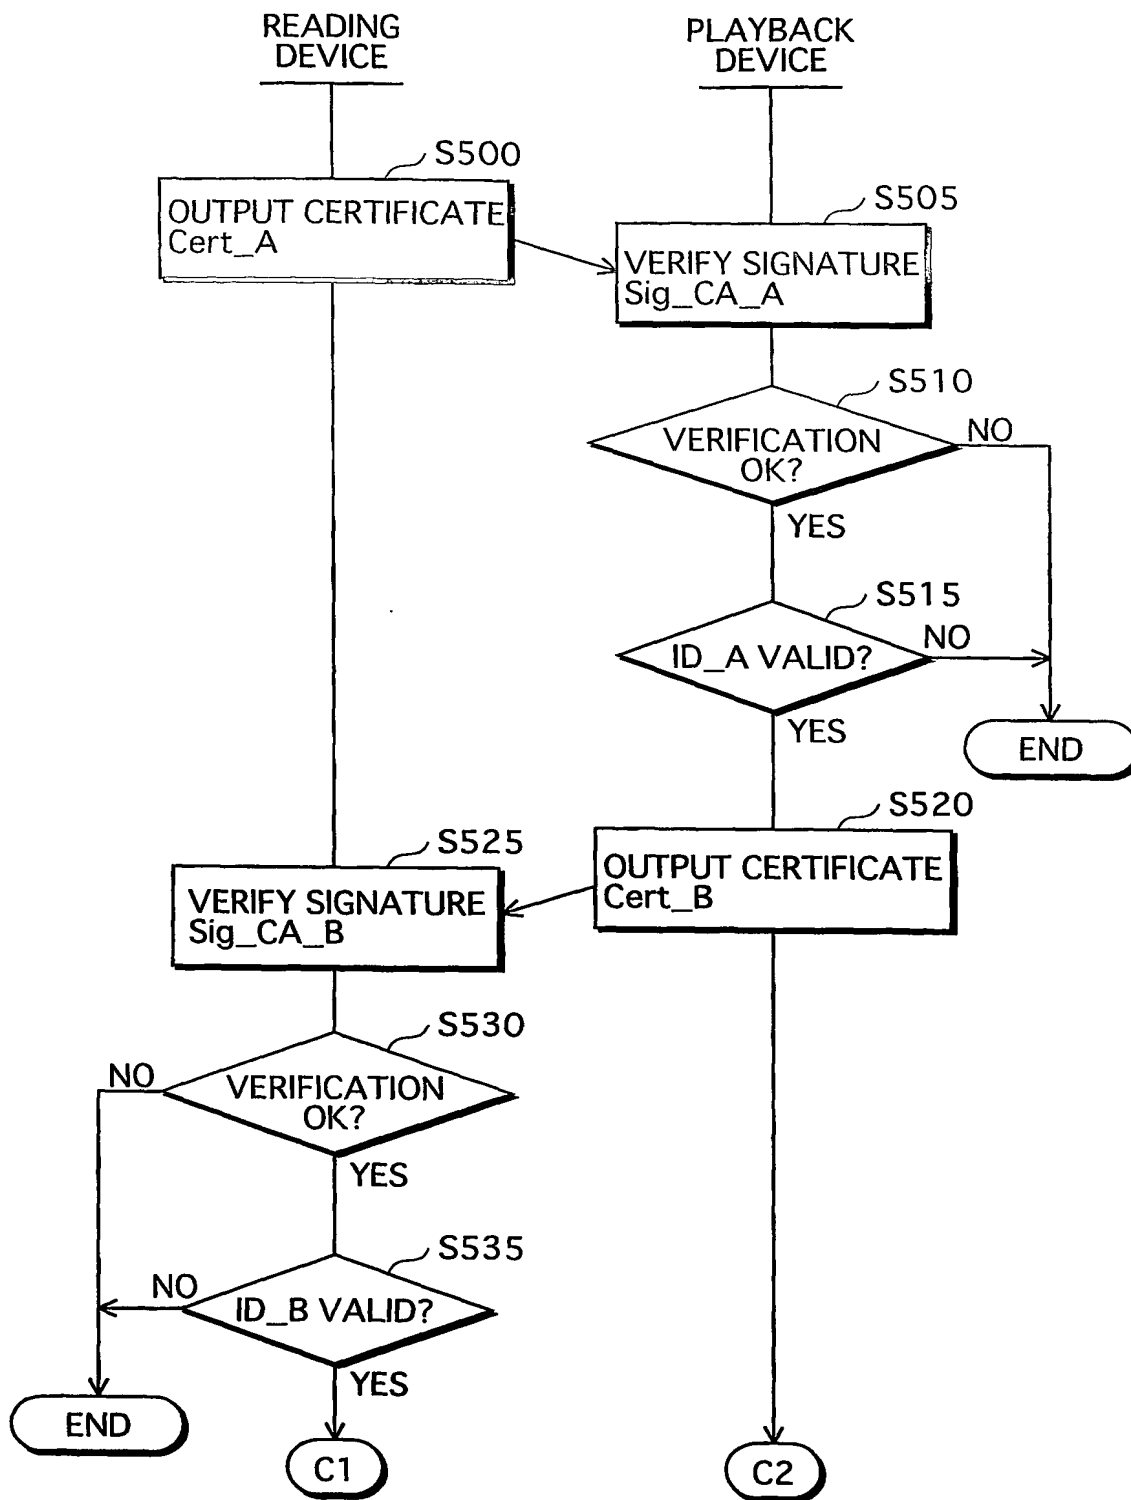 READING
DEVICE
PLAYBACK
DEVICE
S500
OUTPUT CERTIFICATE
Cert_A
S505
VERIFY SIGNATURE
Sig_CA_A
S510
VERIFICATION
OK?
NO
YES
S515
ID_A VALID?
NO
YES
END
S520
OUTPUT CERTIFICATE
Cert_B
S525
VERIFY SIGNATURE
Sig_CA_B
S530
VERIFICATION
OK?
NO
YES
S535
ID_B VALID?
NO
YES
END
C1
C2